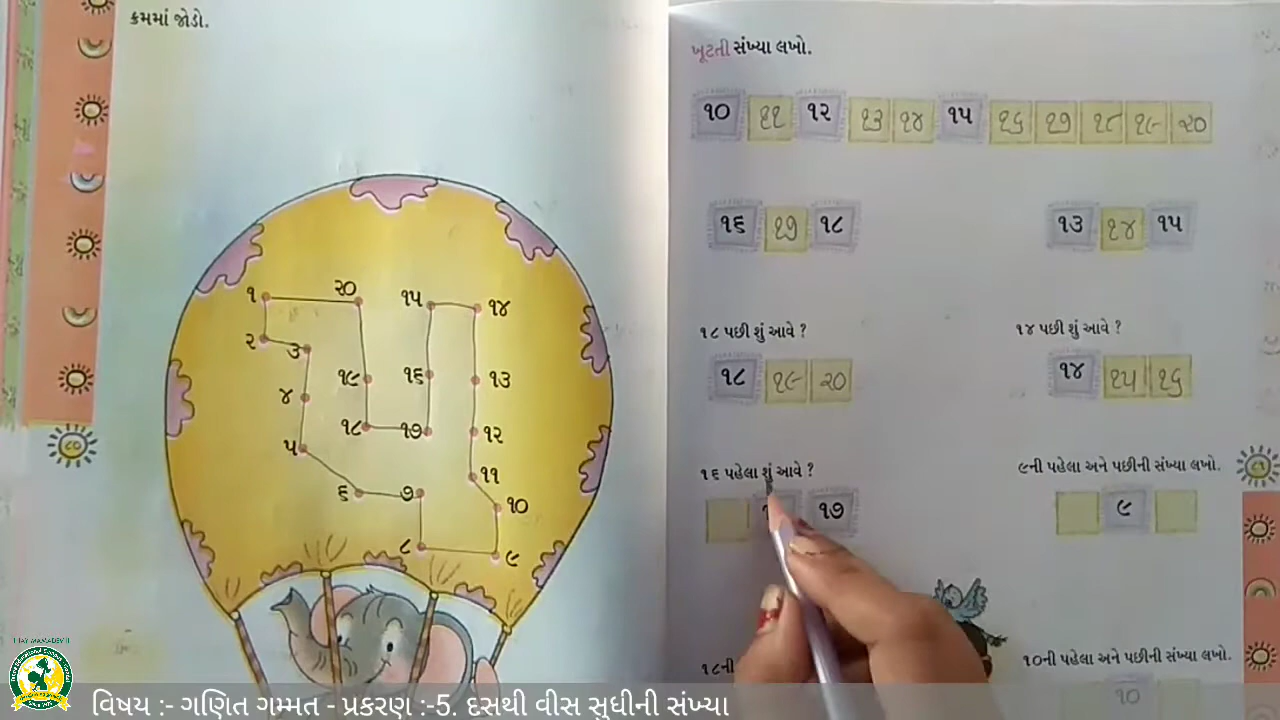 ક્રમમાં જોડો.
૧ ૨૦ ૧૫ ૧૪
૨ ૩
૪ ૧૯ ૧૬ ૧૩
૫ ૧૮ ૧૭ ૧૨
૧૧
૬ ૭ ૧૦
૮ ૯
૮૦
ખૂટતી સંખ્યા લખો.
૧૦ ૧૧ ૧૨ ૧૩ ૧૪ ૧૫ ૧૬ ૧૭ ૧૮ ૧૯ ૨૦
૧૬ ૧૭ ૧૮ ૧૩ ૧૪ ૧૫
૧૮ પછી શું આવે ? ૧૪ પછી શું આવે ?
૧૮ ૧૯ ૨૦ ૧૪ ૧૫ ૧૬
૧૬ પહેલા શું આવે ? ૯ની પહેલા અને પછીની સંખ્યા લખો.
૧૭ ૯
૮૧
૧૮ની ૧૦ની પહેલા અને પછીની સંખ્યા લખો.
૧૦
વિષય :- ગણિત ગમ્મત - પ્રકરણ :-5. દસથી વીસ સુધીની સંખ્યા